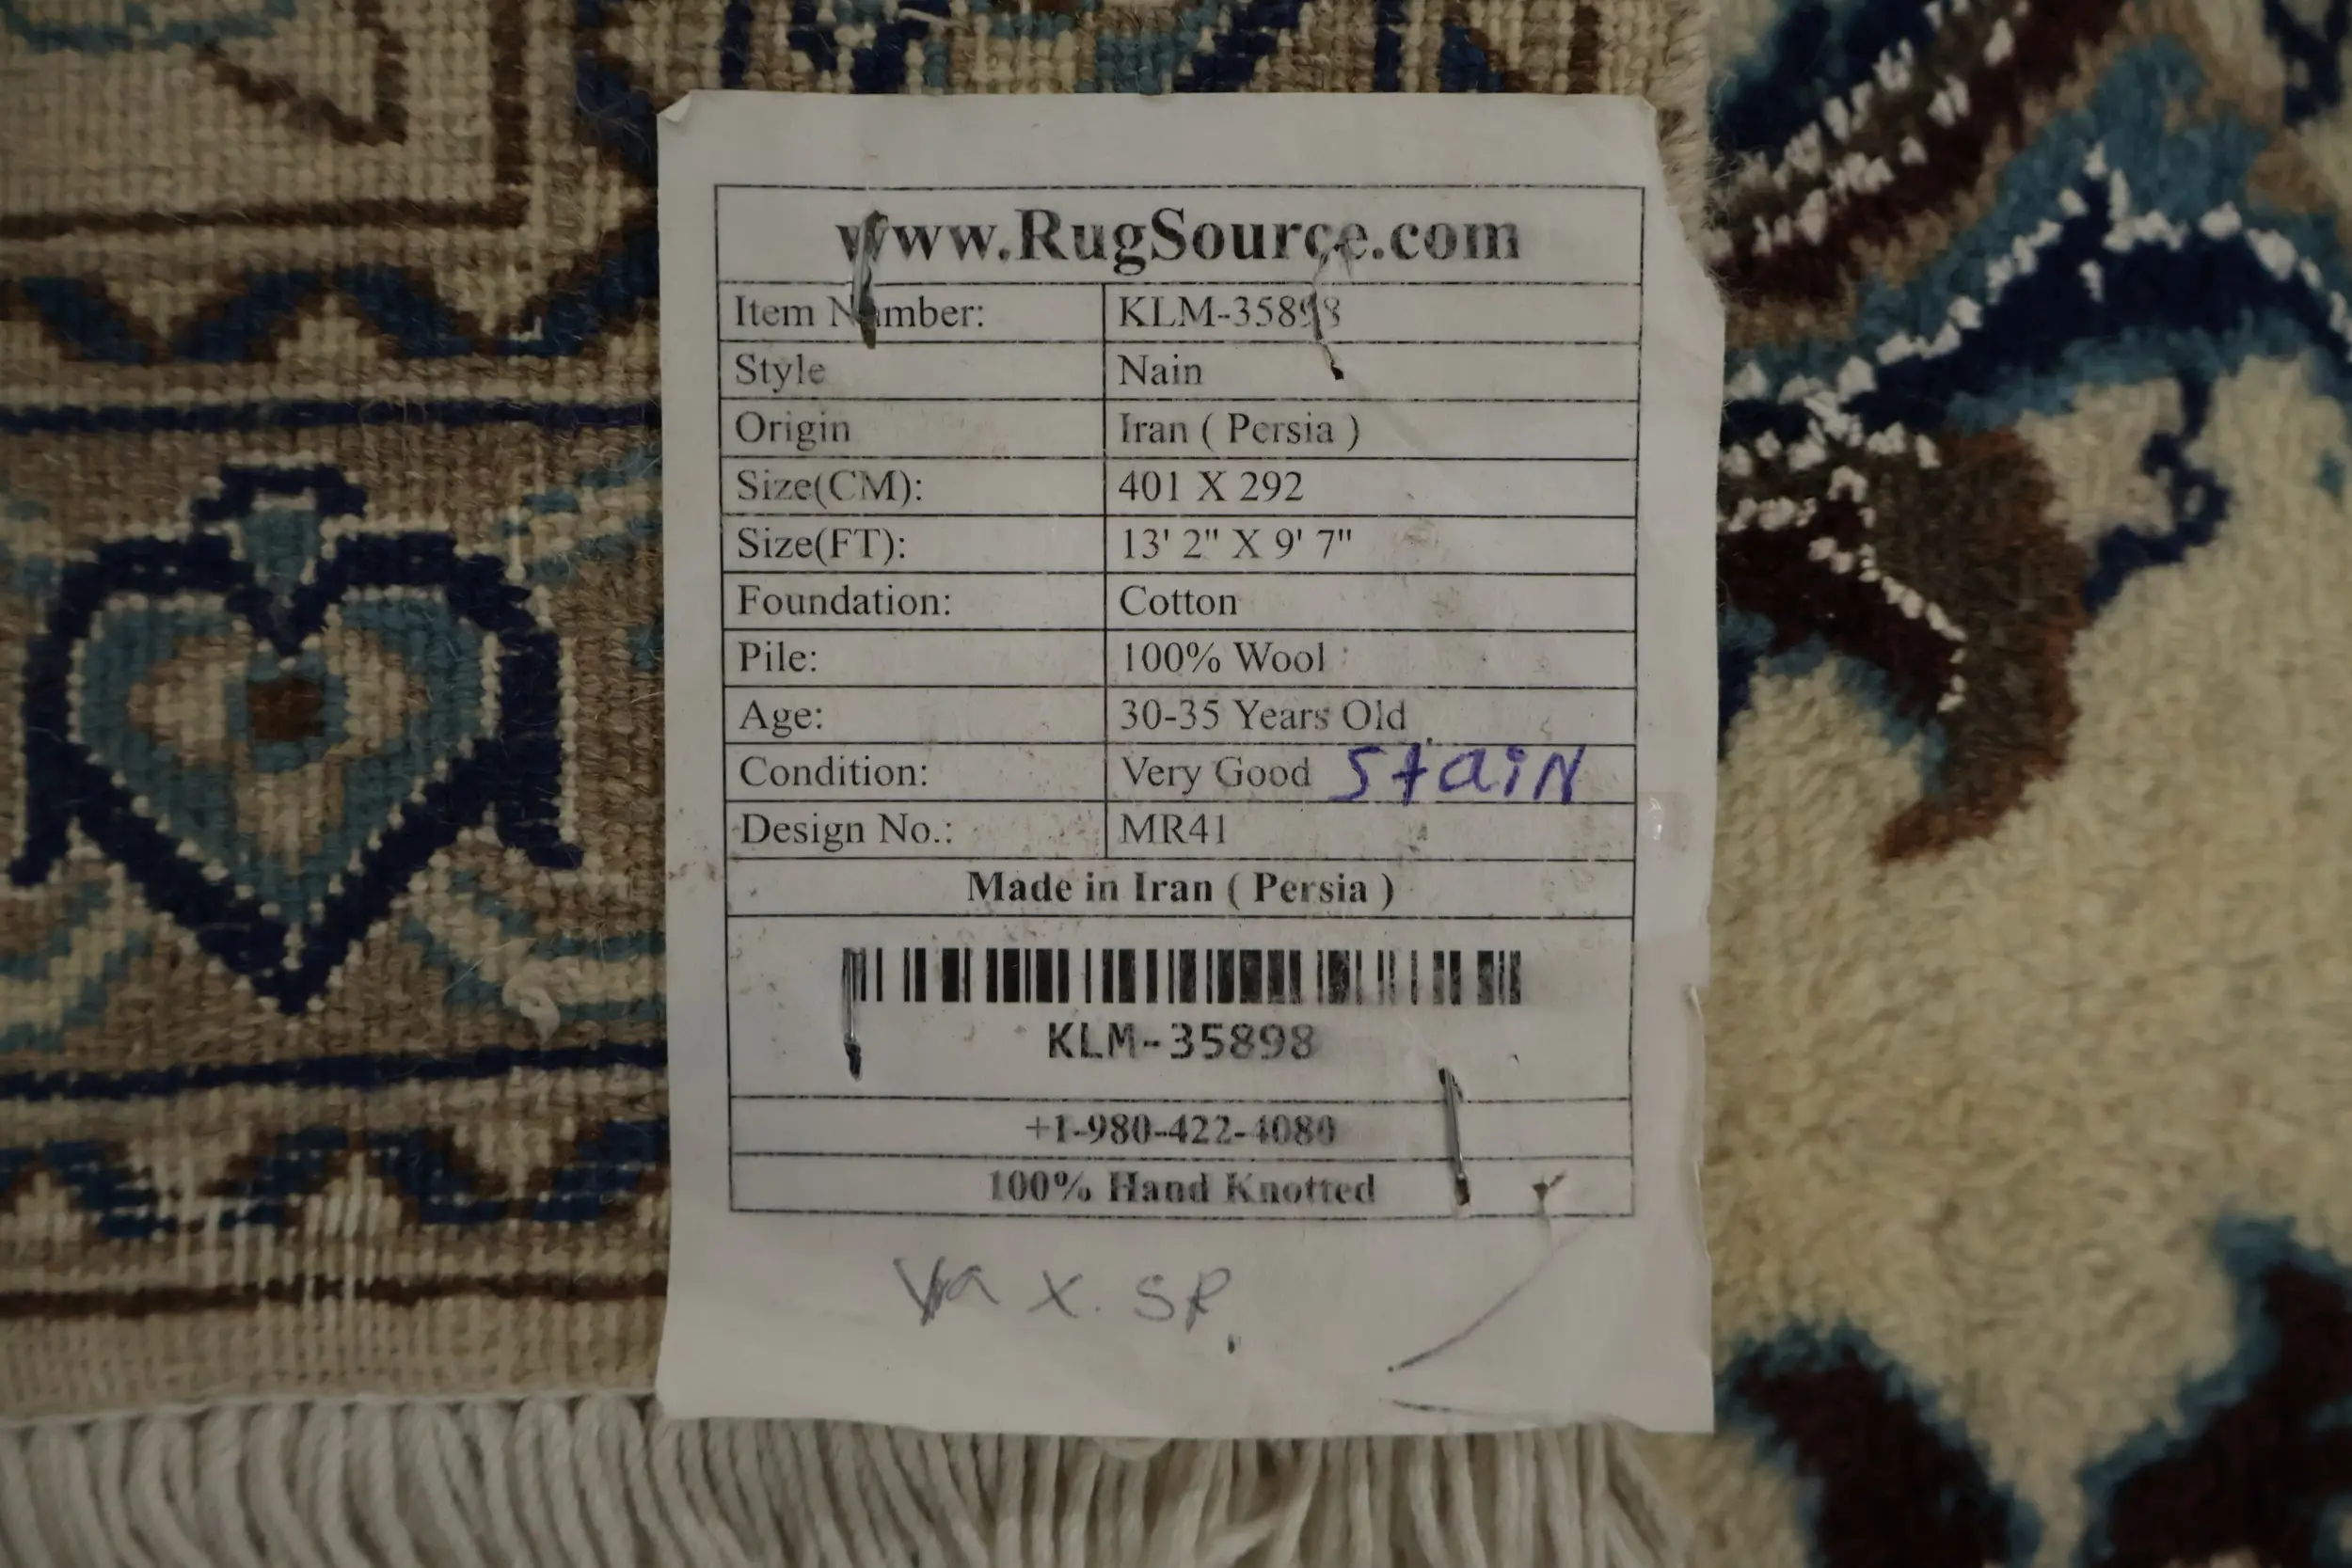 www.RugSource.com
Item Number: KLM-35898
Style Nain
Origin Iran ( Persia )
Size(CM): 401 X 292
Size(FT): 13' 2" X 9' 7"
Foundation: Cotton
Pile: 100% Wool
Age: 30-35 Years Old
Condition: Very Good StaiN
Design No.: MR41
Made in Iran ( Persia )
KLM-35898
+1-980-422-4080
100% Hand Knotted
X. SR